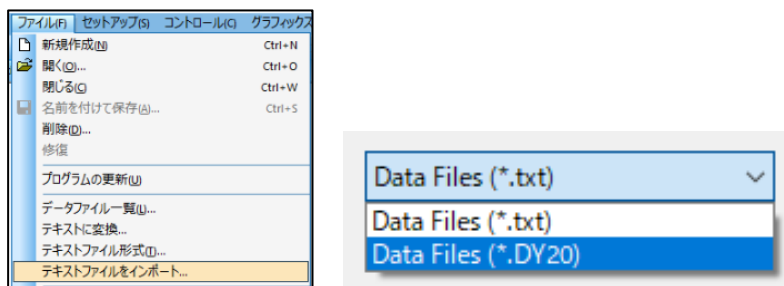 ファイル(F) セットアップ(S) コントロール(C) グラフィックス
新規作成(N) Ctrl+N
開く(O)... Ctrl+O
閉じる(C) Ctrl+W
名前を付けて保存(A)... Ctrl+S
削除(D)...
修復
プログラムの更新(U)
データファイル一覧(L)...
テキストに変換...
テキストファイル形式(T)...
テキストファイルをインポート...
Data Files (*.txt)
Data Files (*.txt)
Data Files (*.DY20)